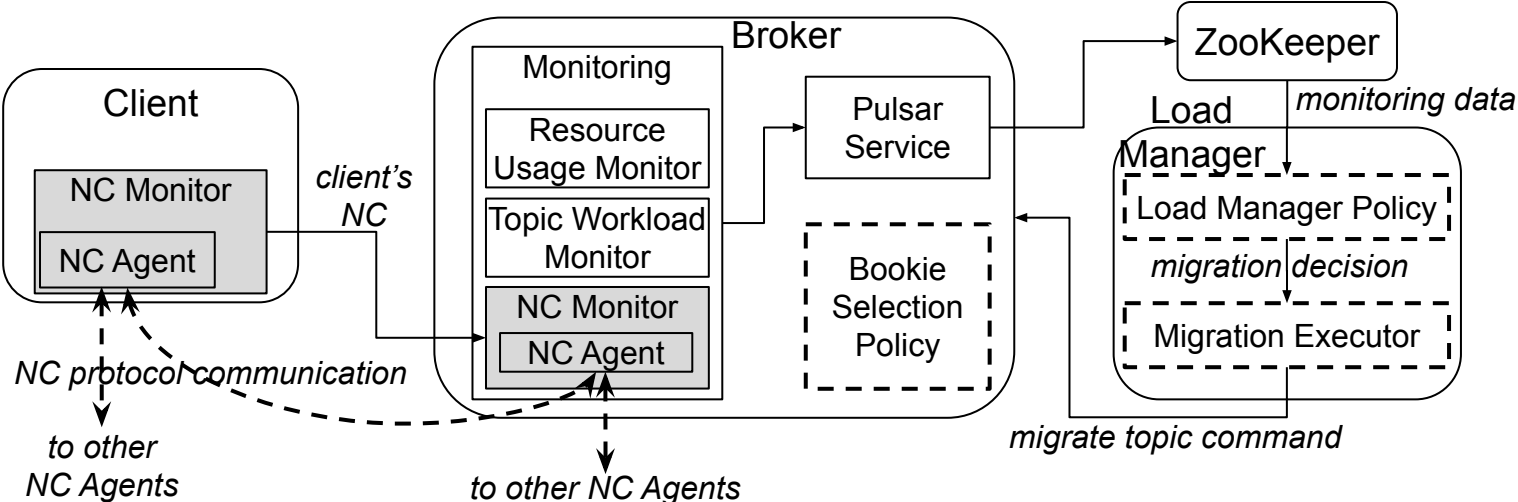 Client
NC Monitor
NC Agent
client's
NC
NC protocol communication
to other
NC Agents
Broker
Monitoring
Resource
Usage Monitor
Topic Workload
Monitor
NC Monitor
NC Agent
to other NC Agents
Pulsar
Service
Bookie
Selection
Policy
ZooKeeper
monitoring data
Load
Manager
Load Manager Policy
migration decision
Migration Executor
migrate topic command